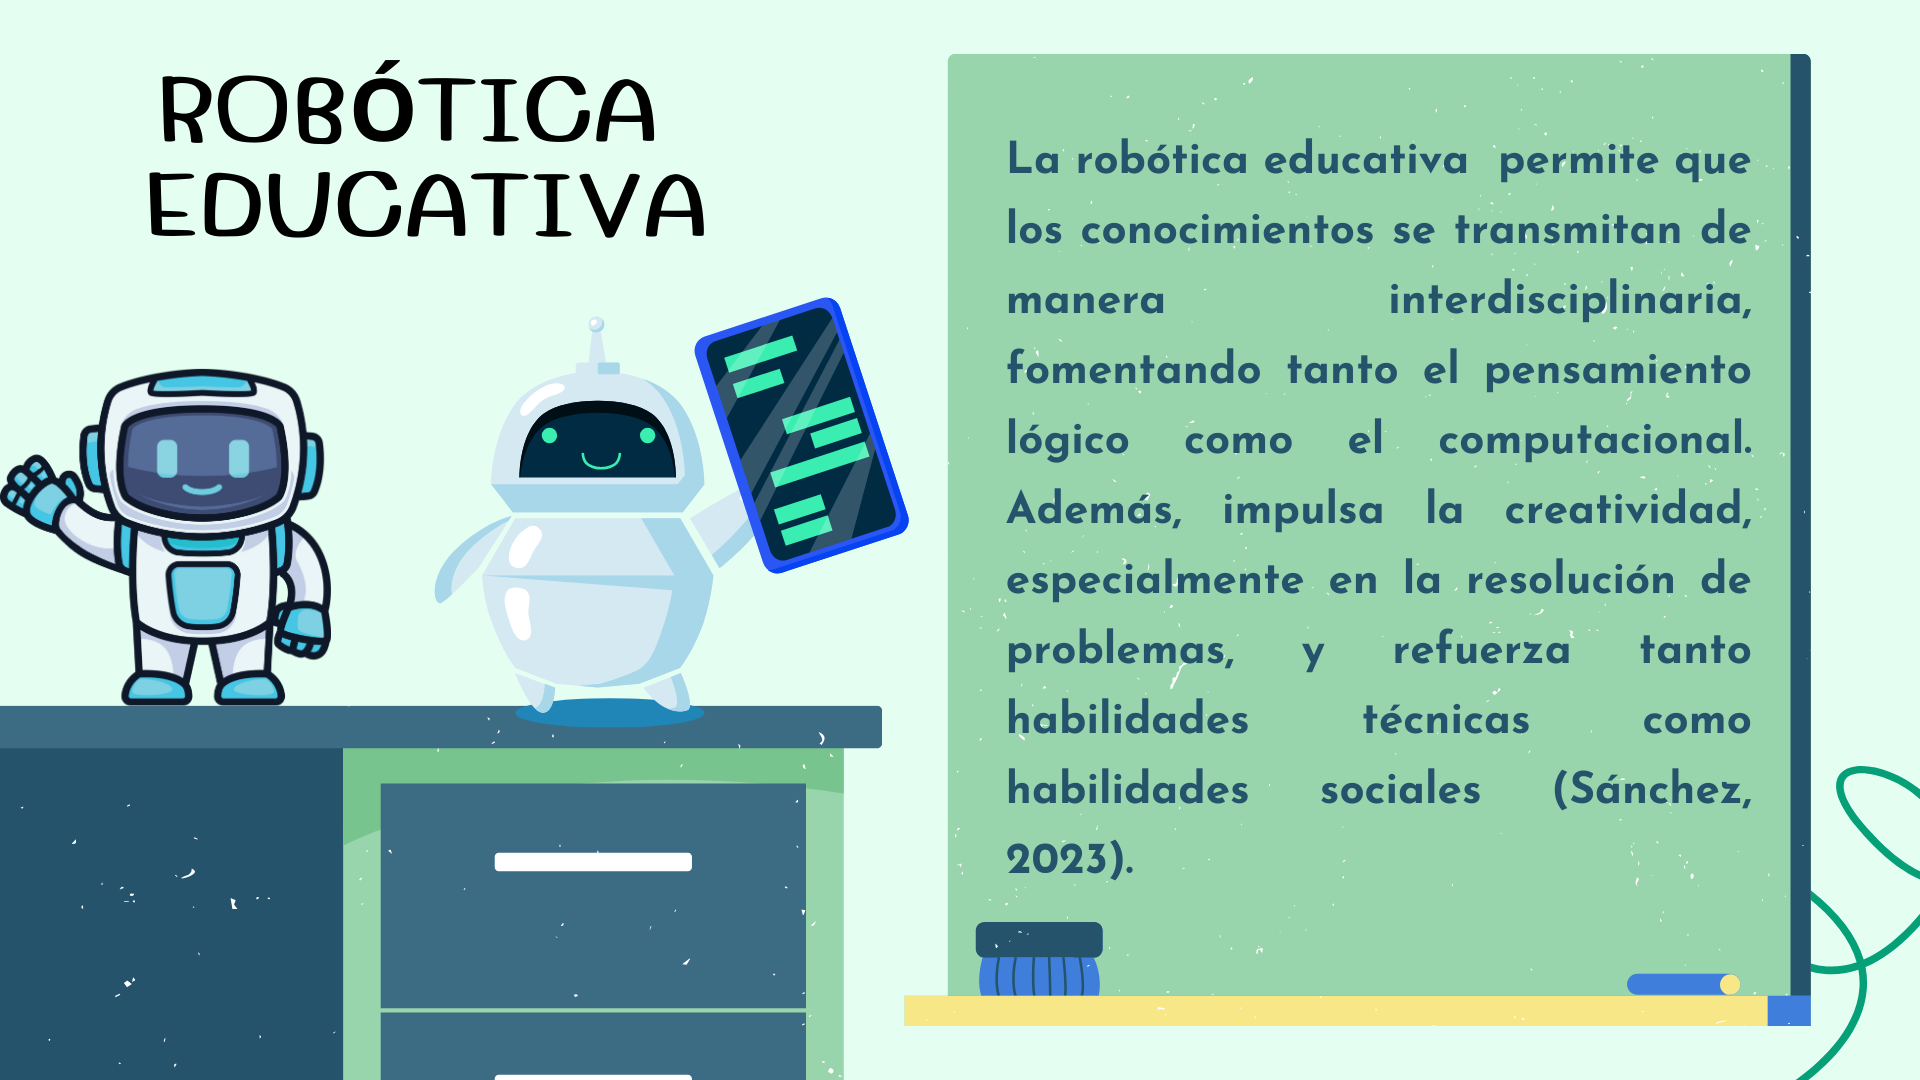 ROBÓTICA
EDUCATIVA
La robótica educativa permite que
los conocimientos se transmitan de
manera interdisciplinaria,
fomentando tanto el pensamiento
lógico como el computacional.
Además, impulsa la creatividad,
especialmente en la resolución de
problemas, y refuerza tanto
habilidades técnicas como
habilidades sociales (Sánchez,
2023).